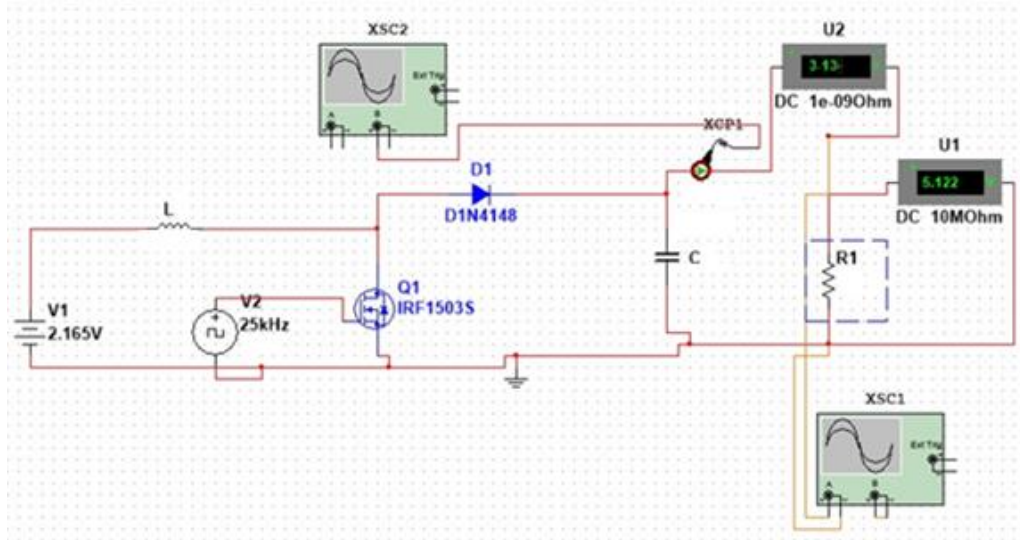 XSC2
Ext Trig
A
B
U2
3.13
DC 1e-09Ohm
XCP1
U1
5.122
DC 10MOhm
D1
D1N4148
L
C
R1
Q1
IRF1503S
V2
25kHz
V1
2.165V
XSC1
Ext Trig
A
B